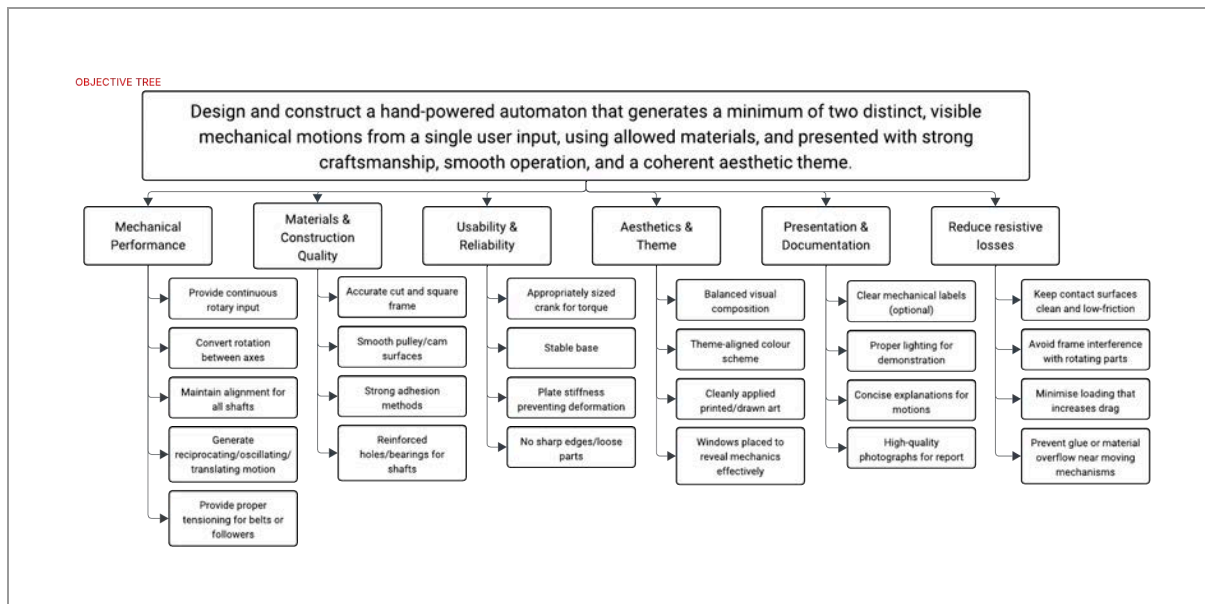 OBJECTIVE TREE
Design and construct a hand-powered automaton that generates a minimum of two distinct, visible
mechanical motions from a single user input, using allowed materials, and presented with strong
craftsmanship, smooth operation, and a coherent aesthetic theme.
Mechanical
Performance
Provide continuous
rotary input
Convert rotation
between axes
Maintain alignment for
all shafts
Generate
reciprocating/oscillating/
translating motion
Provide proper
tensioning for belts or
followers
Materials &
Construction
Quality
Accurate cut and square
frame
Smooth pulley/cam
surfaces
Strong adhesion
methods
Reinforced
holes/bearings for
shafts
Usability &
Reliability
Appropriately sized
crank for torque
Stable base
Plate stiffness
preventing deformation
No sharp edges/loose
parts
Aesthetics &
Theme
Balanced visual
composition
Theme-aligned colour
scheme
Cleanly applied
printed/drawn art
Windows placed to
reveal mechanics
effectively
Presentation &
Documentation
Clear mechanical labels
(optional)
Proper lighting for
demonstration
Concise explanations for
motions
High-quality
photographs for report
Reduce resistive
losses
Keep contact surfaces
clean and low-friction
Avoid frame interference
with rotating parts
Minimise loading that
increases drag
Prevent glue or material
overflow near moving
mechanisms